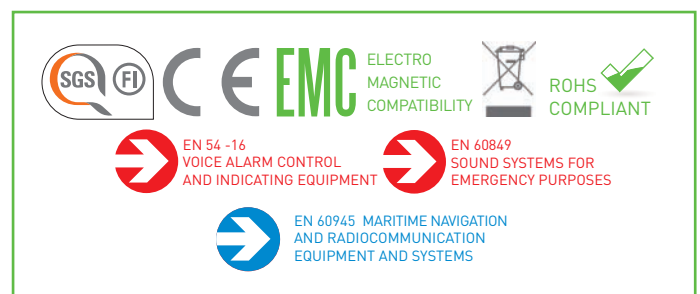 SGS FI CE EMC
ELECTRO
MAGNETIC
COMPATIBILITY
ROHS
COMPLIANT
EN 54 -16
VOICE ALARM CONTROL
AND INDICATING EQUIPMENT
EN 60849
SOUND SYSTEMS FOR
EMERGENCY PURPOSES
EN 60945 MARITIME NAVIGATION
AND RADIOCOMMUNICATION
EQUIPMENT AND SYSTEMS